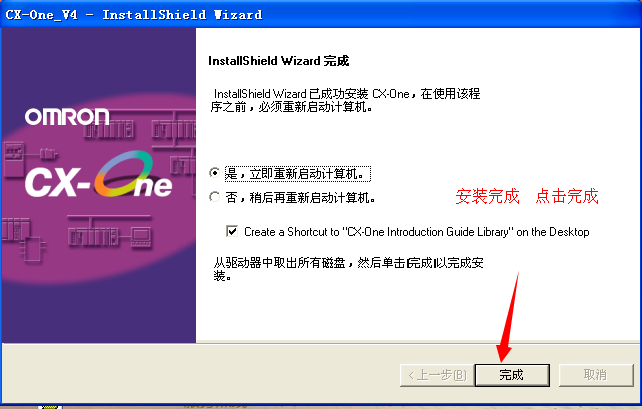 CX-One_V4 - InstallShield Wizard
OMRON
CX-One
InstallShield Wizard 完成
InstallShield Wizard 已成功安装 CX-One，在使用该程
序之前，必须重新启动计算机。
是，立即重新启动计算机。
否，稍后再重新启动计算机。
安装完成 点击完成
Create a Shortcut to "CX-One Introduction Guide Library" on the Desktop
从驱动器中取出所有磁盘，然后单击|完成|以完成安
装。
<上一步(B) 完成 取消